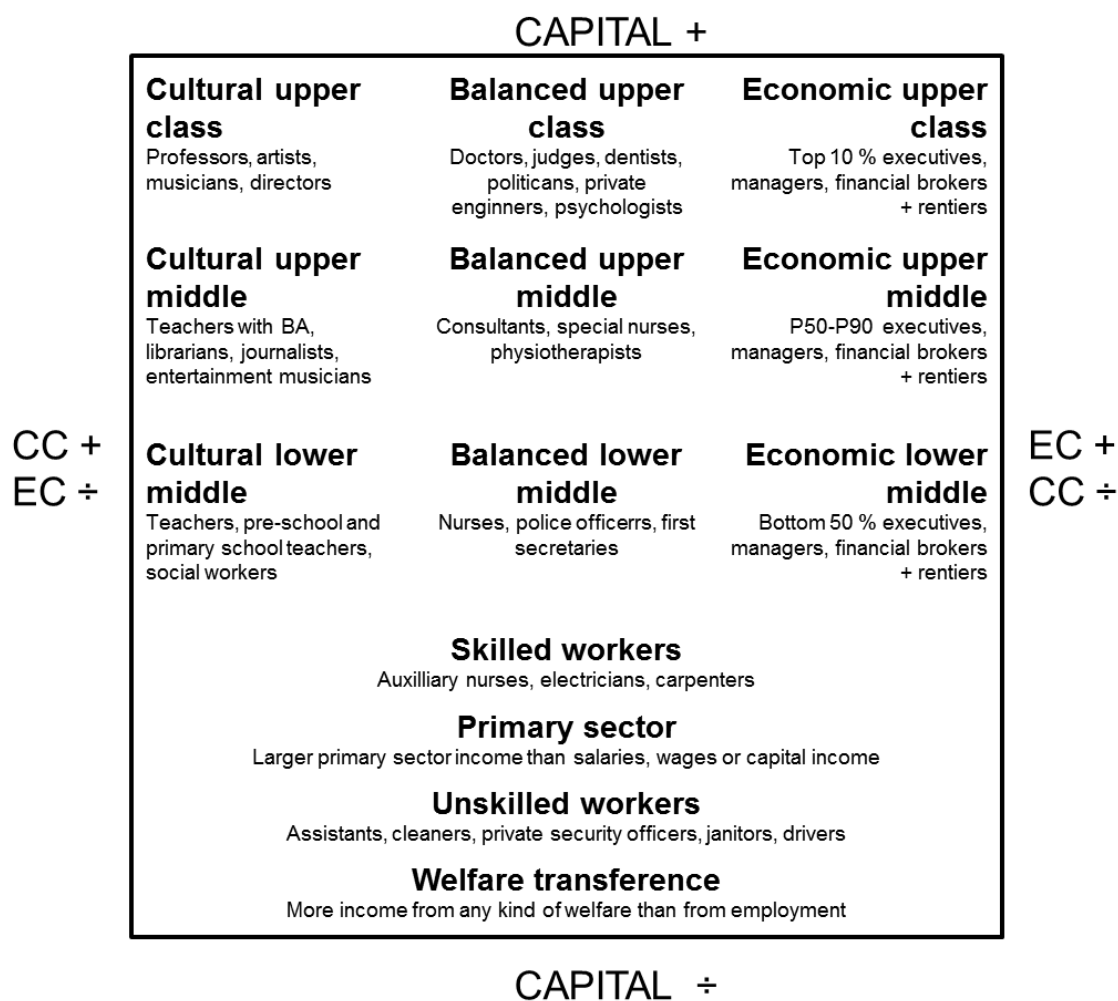 CAPITAL +
Cultural upper
class
Professors, artists,
musicians, directors
Balanced upper
class
Doctors, judges, dentists,
politicans, private
enginners, psychologists
Economic upper
class
Top 10 % executives,
managers, financial brokers
+ rentiers
Cultural upper
middle
Teachers with BA,
librarians, journalists,
entertainment musicians
Balanced upper
middle
Consultants, special nurses,
physiotherapists
Economic upper
middle
P50-P90 executives,
managers, financial brokers
+ rentiers
CC +
EC ÷
Cultural lower
middle
Teachers, pre-school and
primary school teachers,
social workers
Balanced lower
middle
Nurses, police officerrs, first
secretaries
Economic lower
middle
Bottom 50 % executives,
managers, financial brokers
+ rentiers
EC +
CC ÷
Skilled workers
Auxilliary nurses, electricians, carpenters
Primary sector
Larger primary sector income than salaries, wages or capital income
Unskilled workers
Assistants, cleaners, private security officers, janitors, drivers
Welfare transference
More income from any kind of welfare than from employment
CAPITAL ÷